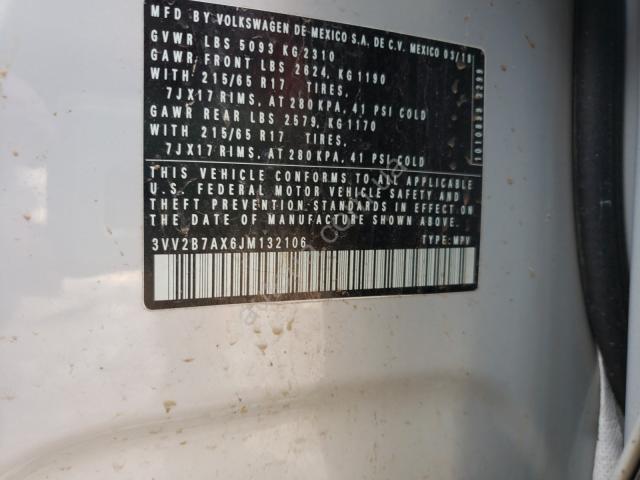 MFD BY VOLKSWAGEN DE MEXICO S.A. DE C.V. MEXICO 03/18
GVWR LBS 5093 KG 2310
GAWR FRONT LBS 2624, KG 1190
WITH 215/65 R17 TIRES,
7JX17 RIMS, AT 280 KPA, 41 PSI COLD
GAWR REAR LBS 2579, KG 1170
WITH 215/65 R17 TIRES,
7JX17 RIMS, AT 280 KPA, 41 PSI COLD
THIS VEHICLE CONFORMS TO ALL APPLICABLE
U.S. FEDERAL MOTOR VEHICLE SAFETY AND
THEFT PREVENTION STANDARDS IN EFFECT ON
THE DATE OF MANUFACTURE SHOWN ABOVE
3VV2B7AX6JM132106 TYPE: MPV